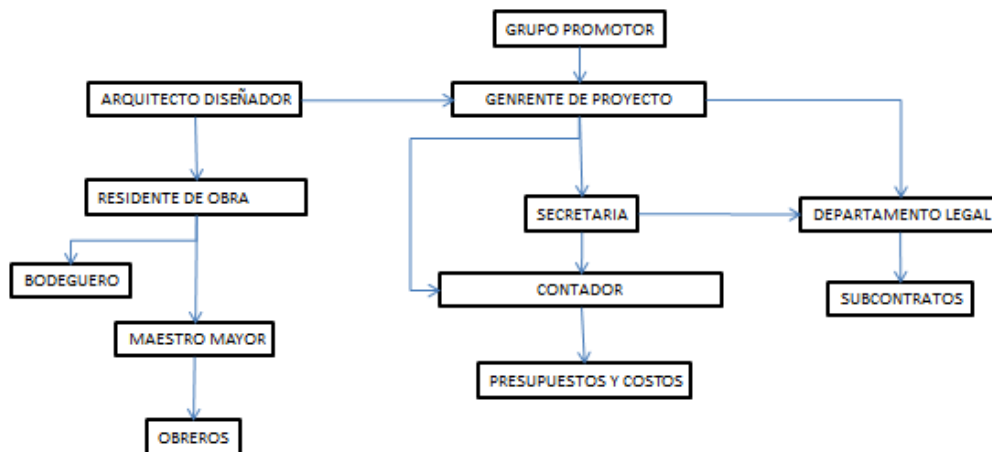 GRUPO PROMOTOR
ARQUITECTO DISEÑADOR
GENRENTE DE PROYECTO
RESIDENTE DE OBRA
SECRETARIA
DEPARTAMENTO LEGAL
BODEGUERO
CONTADOR
SUBCONTRATOS
MAESTRO MAYOR
PRESUPUESTOS Y COSTOS
OBREROS